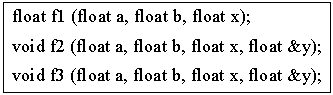 float f1 (float a, float b, float x);
void f2 (float a, float b, float x, float &y);
void f3 (float a, float b, float x, float &y);